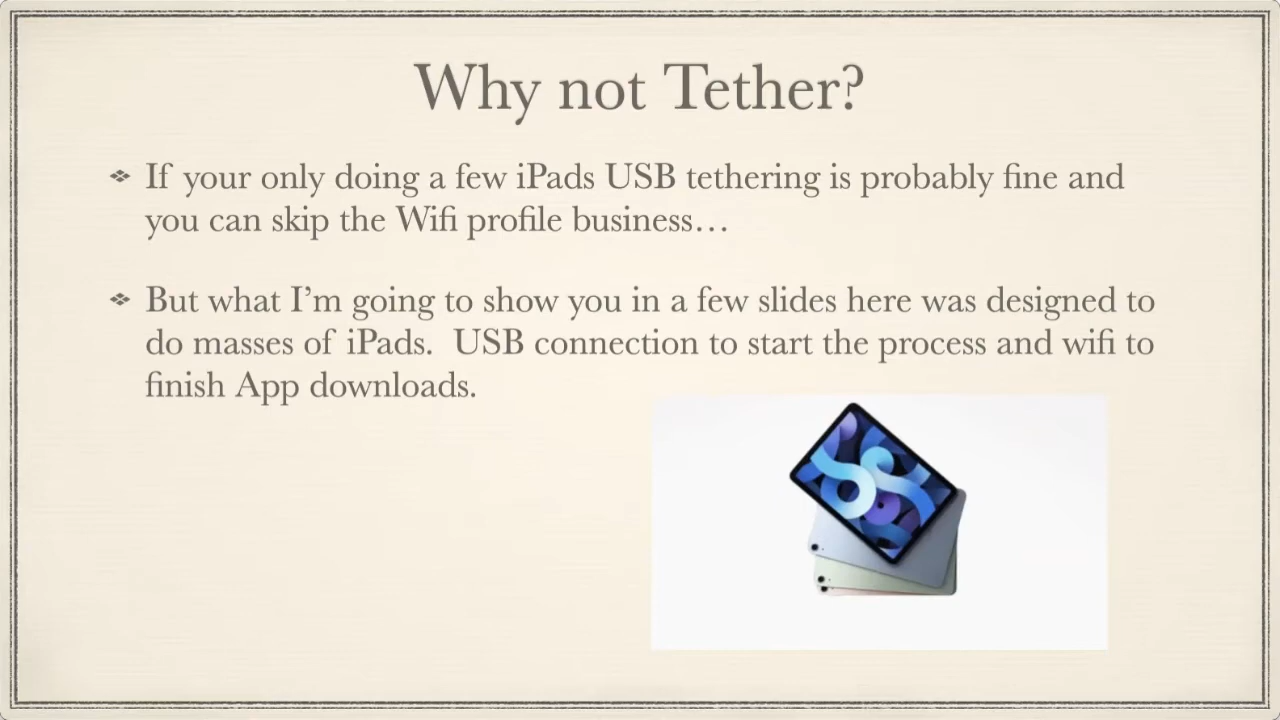 Why not Tether?
If your only doing a few iPads USB tethering is probably fine and
you can skip the Wifi profile business…
But what I’m going to show you in a few slides here was designed to
do masses of iPads.  USB connection to start the process and wifi to
finish App downloads.